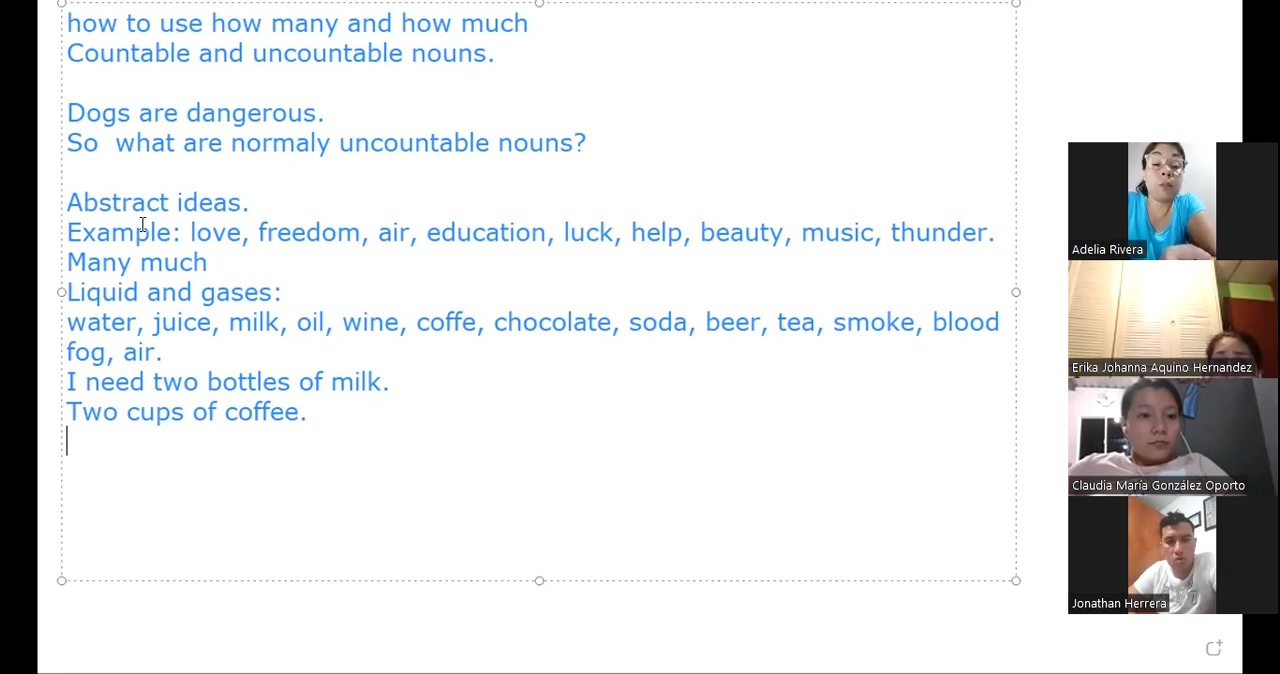 how to use how many and how much
Countable and uncountable nouns.
Dogs are dangerous.
So  what are normaly uncountable nouns?
Abstract ideas.
Example: love, freedom, air, education, luck, help, beauty, music, thunder.
Many much
Liquid and gases:
water, juice, milk, oil, wine, coffe, chocolate, soda, beer, tea, smoke, blood
fog, air.
I need two bottles of milk.
Two cups of coffee.
Adelia Rivera
Erika Johanna Aquino Hernandez
Claudia María González Oporto
Jonathan Herrera